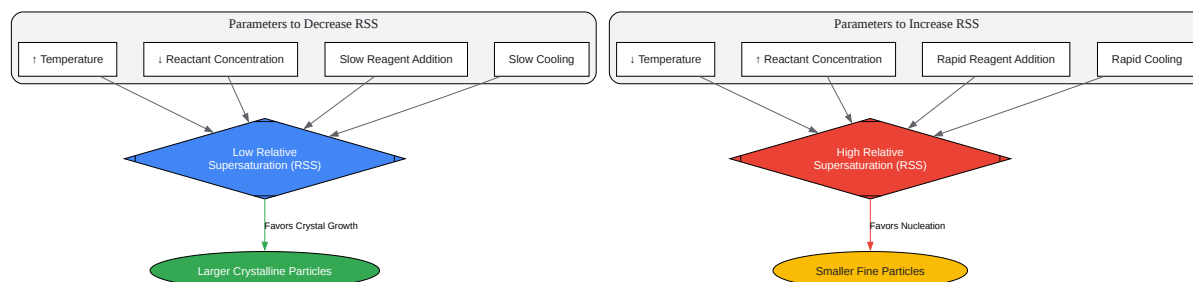 Parameters to Decrease RSS
↑ Temperature
↓ Reactant Concentration
Slow Reagent Addition
Slow Cooling
Low Relative
Supersaturation (RSS)
Favors Crystal Growth
Larger Crystalline Particles
Parameters to Increase RSS
↓ Temperature
↑ Reactant Concentration
Rapid Reagent Addition
Rapid Cooling
High Relative
Supersaturation (RSS)
Favors Nucleation
Smaller Fine Particles